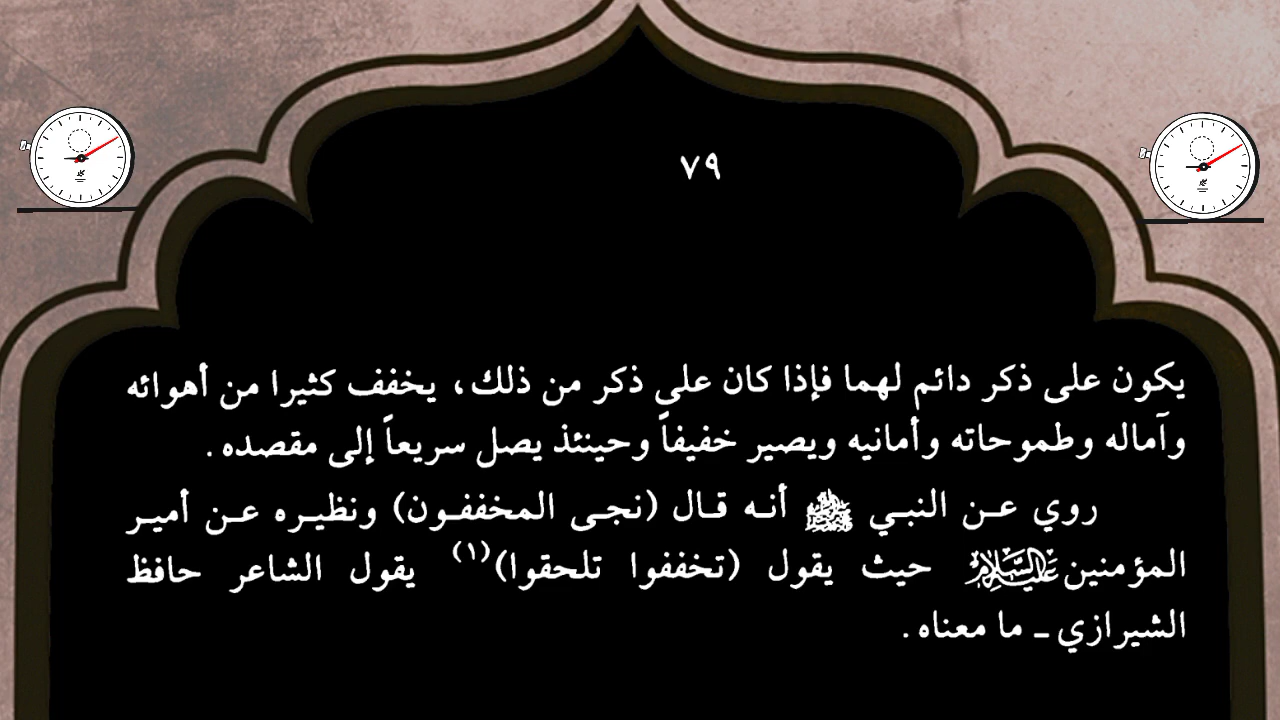 ٧٩
يكون على ذكر دائم لهما فإذا كان على ذكر من ذلك، يخفف كثيرا من أهوائه
وآماله وطموحاته وأمانيه ويصير خفيفاً وحينئذ يصل سريعاً إلى مقصده.
روي عن النبي ﷺ أنه قال (نجى المخففون) ونظيره عن أمير
المؤمنين عليه السلام حيث يقول (تخففوا تلحقوا)(١) يقول الشاعر حافظ
الشيرازي ـ ما معناه.